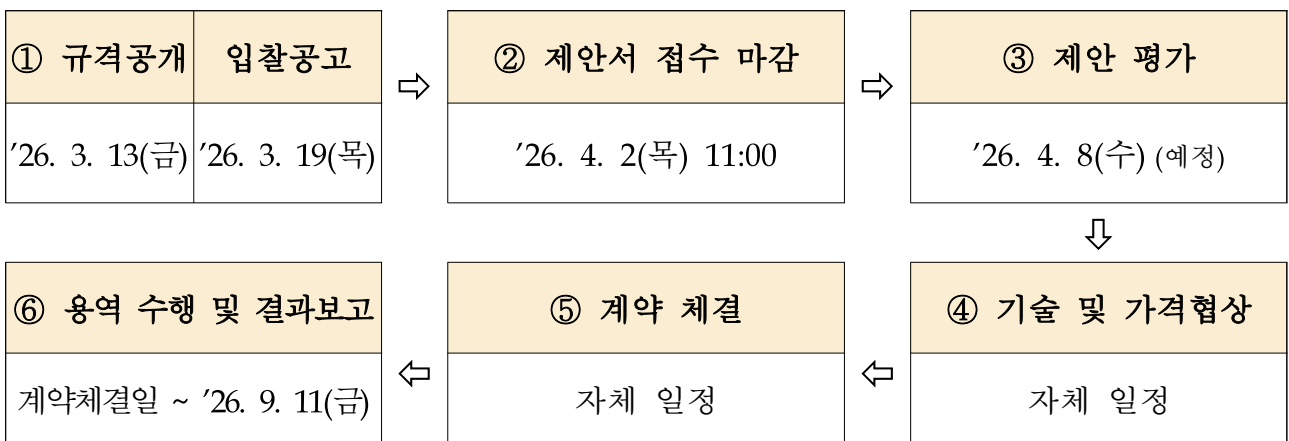 ① 규격공개 입찰공고
’26. 3. 13(금) ’26. 3. 19(목)
⇨
② 제안서 접수 마감
’26. 4. 2(목) 11:00
⇨
③ 제안 평가
’26. 4. 8(수) (예정)
⇩
④ 기술 및 가격협상
자체 일정
⇦
⑤ 계약 체결
자체 일정
⇦
⑥ 용역 수행 및 결과보고
계약체결일 ~ ’26. 9. 11(금)